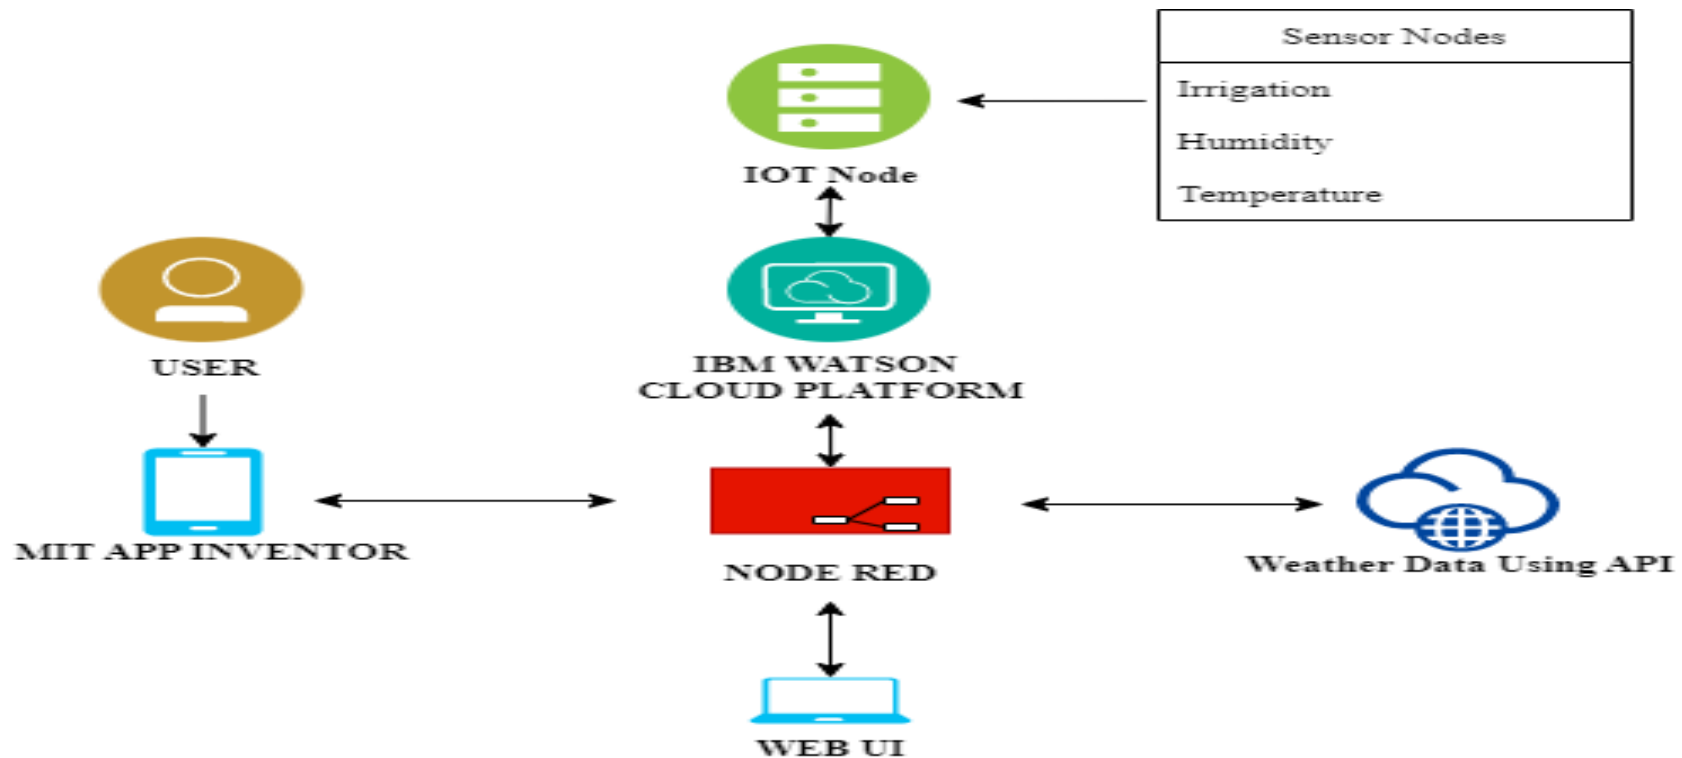 Sensor Nodes
Irrigation
Humidity
Temperature
IOT Node
USER
IBM WATSON
CLOUD PLATFORM
MIT APP INVENTOR
NODE RED
Weather Data Using API
WEB UI